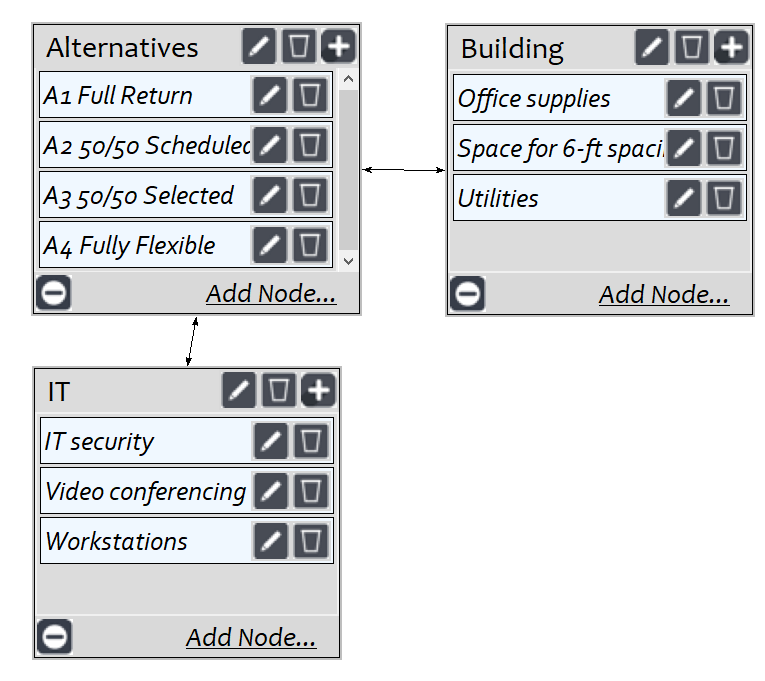 Alternatives
A1 Full Return
A2 50/50 Scheduled
A3 50/50 Selected
A4 Fully Flexible
Add Node...
Building
Office supplies
Space for 6-ft spaci
Utilities
Add Node...
IT
IT security
Video conferencing
Workstations
Add Node...